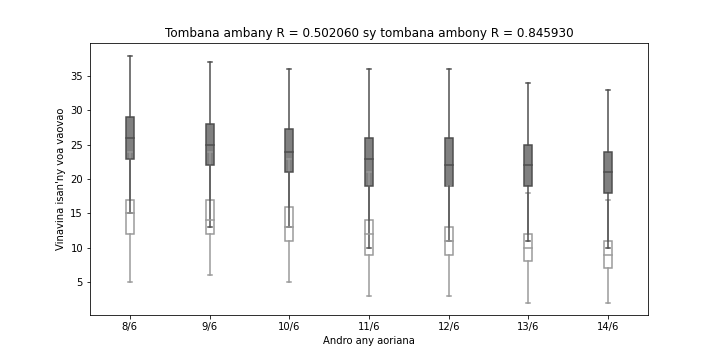 Tombana ambany R = 0.502060 sy tombana ambony R = 0.845930
Vinavina isan'ny voa vaovao
35
30
25
20
15
10
5
8/6 9/6 10/6 11/6 12/6 13/6 14/6
Andro any aoriana